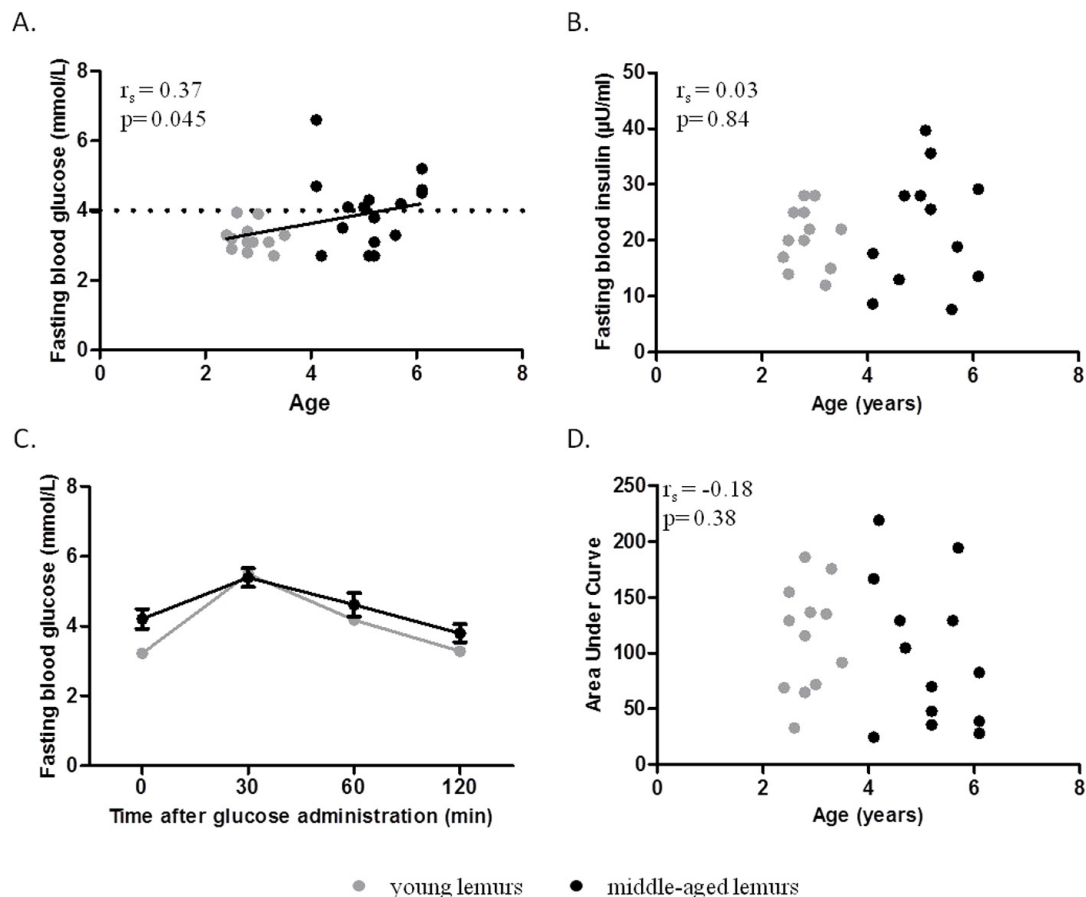 A.
Fasting blood glucose (mmol/L)
8
6
4
2
0
rs = 0.37
p= 0.045
0 2 4 6 8
Age
B.
Fasting blood insulin (µU/ml)
50
40
30
20
10
0
rs = 0.03
p= 0.84
0 2 4 6 8
Age (years)
C.
Fasting blood glucose (mmol/L)
8
6
4
2
0
0 30 60 120
Time after glucose administration (min)
D.
Area Under Curve
250
200
150
100
50
0
rs = -0.18
p= 0.38
0 2 4 6 8
Age (years)
young lemurs middle-aged lemurs